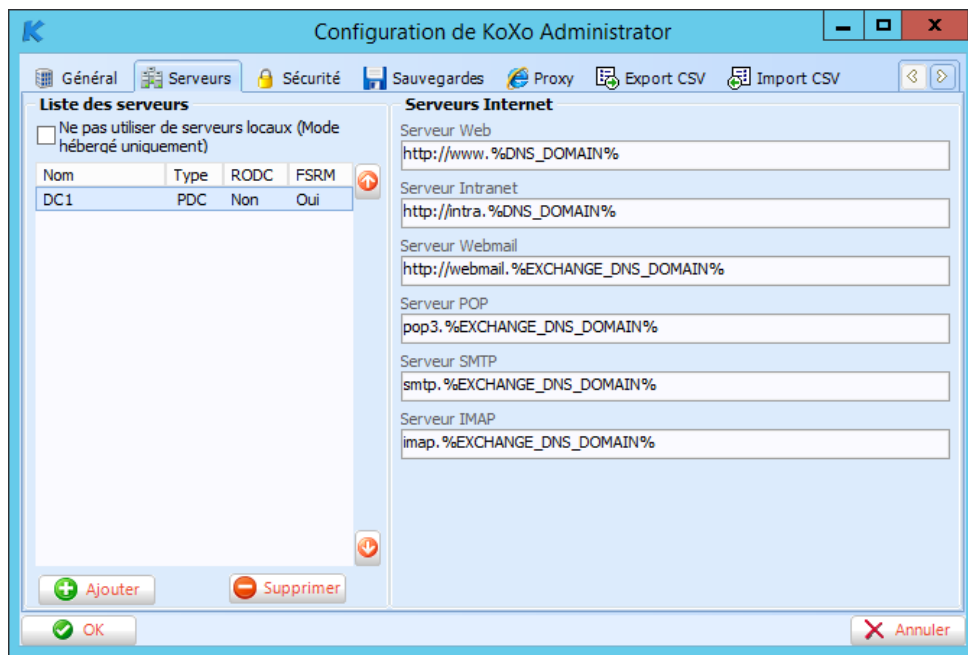 Configuration de KoXo Administrator
Général
Serveurs
Sécurité
Sauvegardes
Proxy
Export CSV
Import CSV
Liste des serveurs
Ne pas utiliser de serveurs locaux (Mode
hébergé uniquement)
Nom Type RODC FSRM
DC1 PDC Non Oui
Ajouter
Supprimer
Serveurs Internet
Serveur Web
http://www.%DNS_DOMAIN%
Serveur Intranet
http://intra.%DNS_DOMAIN%
Serveur Webmail
http://webmail.%EXCHANGE_DNS_DOMAIN%
Serveur POP
pop3.%EXCHANGE_DNS_DOMAIN%
Serveur SMTP
smtp.%EXCHANGE_DNS_DOMAIN%
Serveur IMAP
imap.%EXCHANGE_DNS_DOMAIN%
OK
Annuler